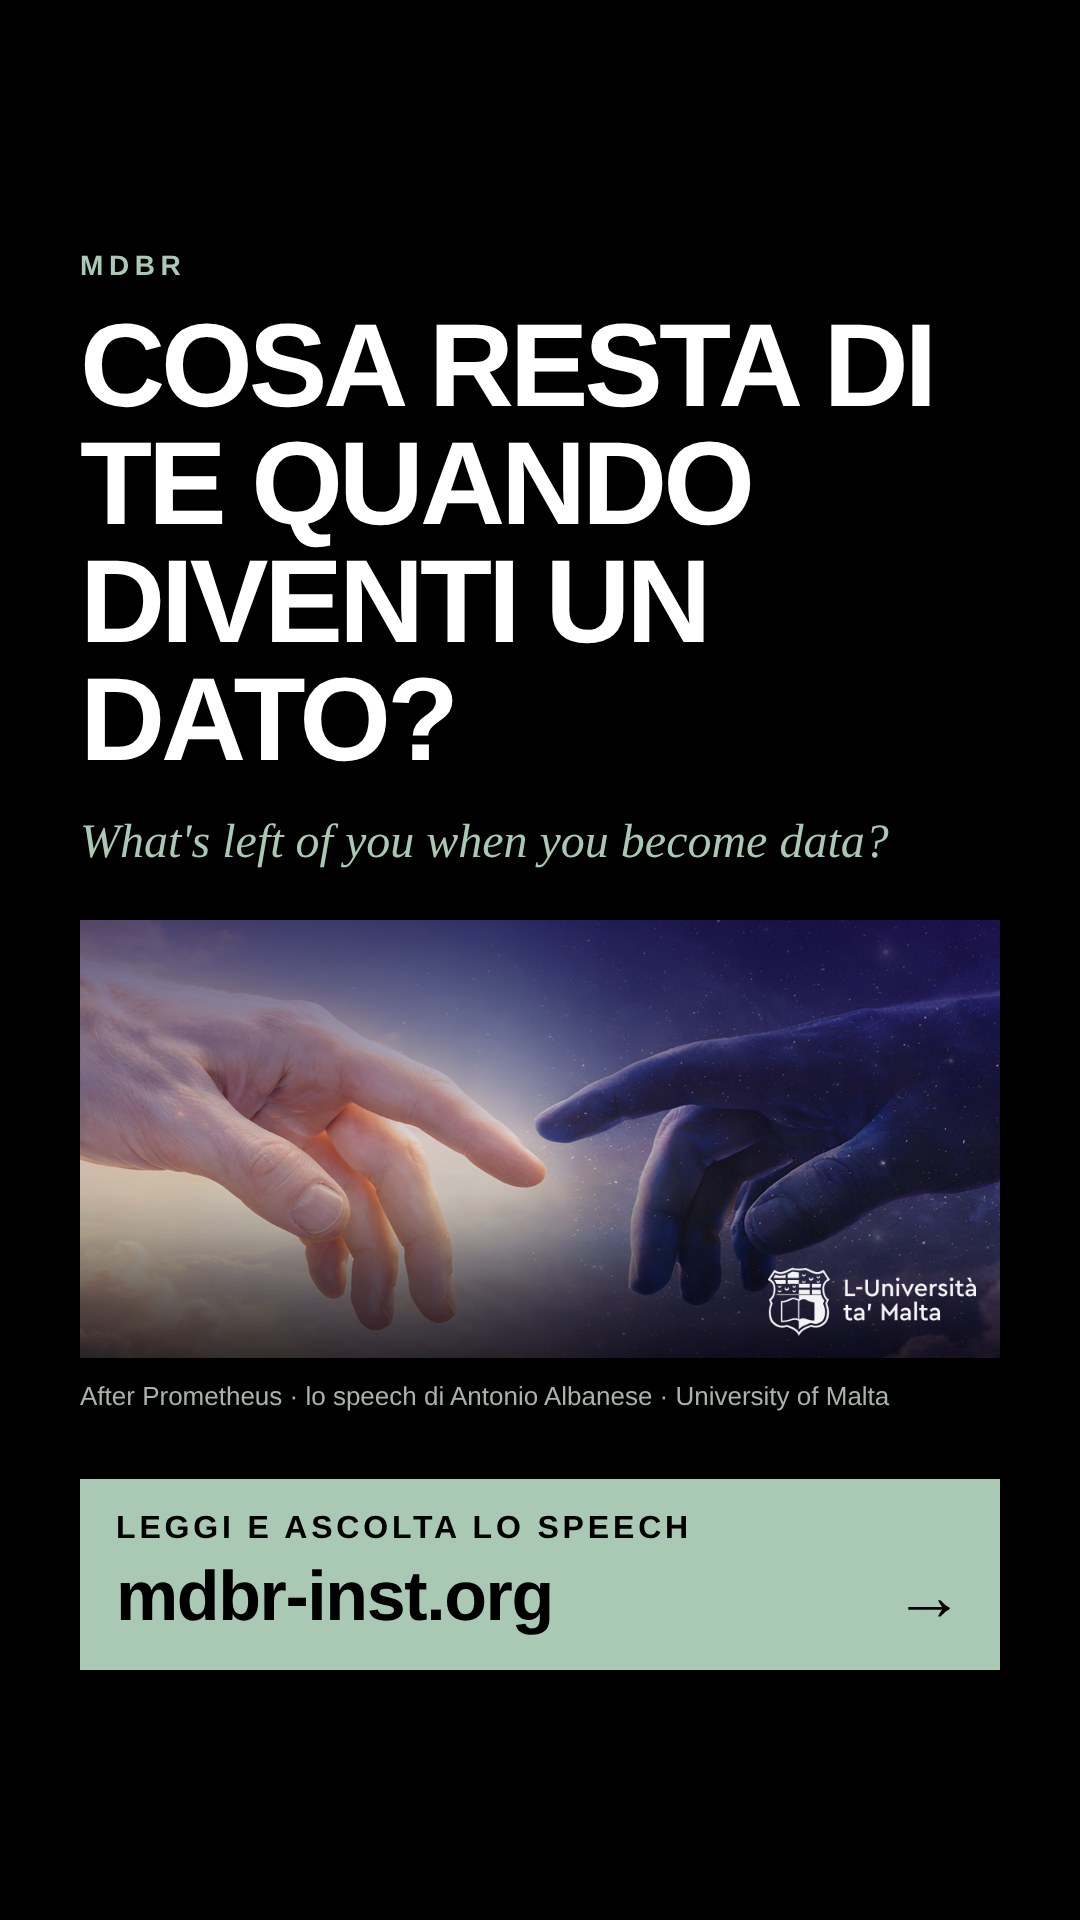 MDBR
COSA RESTA DI
TE QUANDO
DIVENTI UN
DATO?
What's left of you when you become data?
L-Università
ta' Malta
After Prometheus · lo speech di Antonio Albanese · University of Malta
LEGGI E ASCOLTA LO SPEECH
mdbr-inst.org →